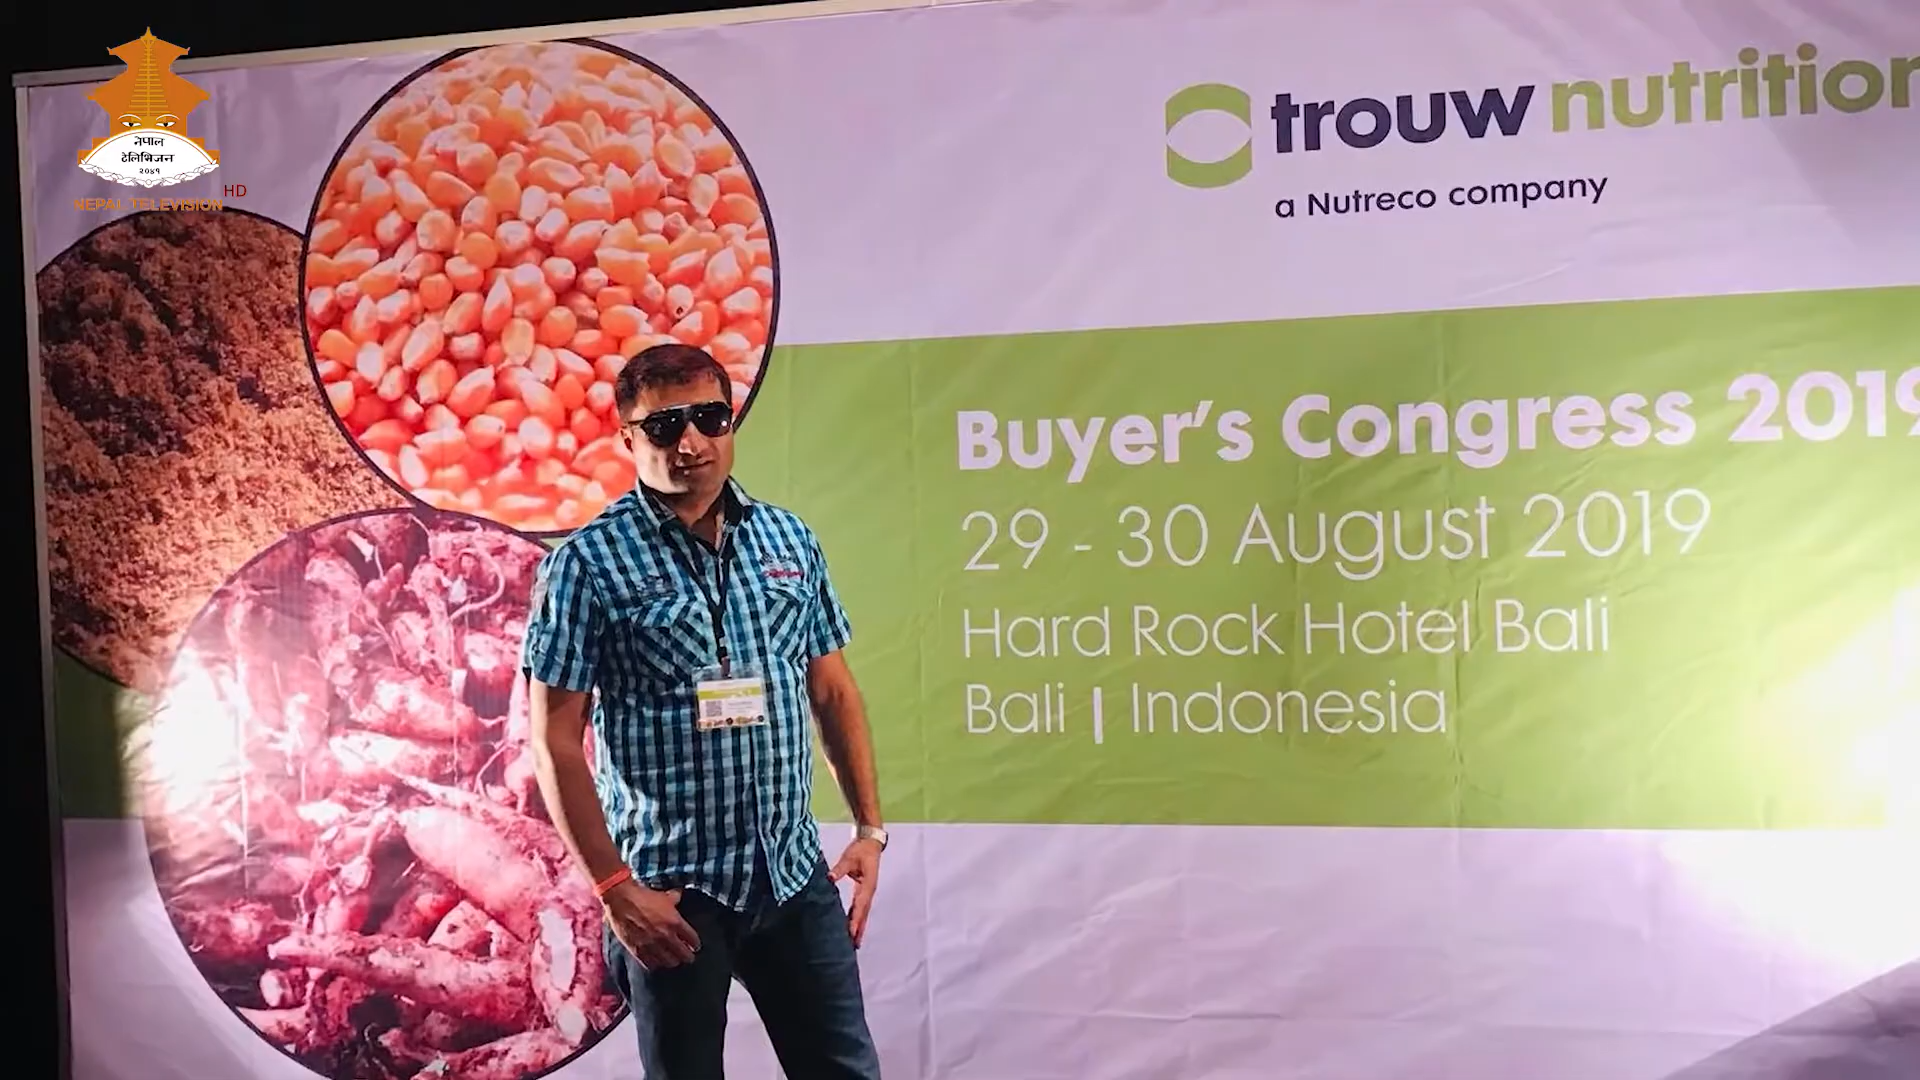 नेपाल
टेलिभिजन
२०४१
NEPAL TELEVISION HD
trouw nutrition
a Nutreco company
Buyer's Congress 2019
29 - 30 August 2019
Hard Rock Hotel Bali
Bali | Indonesia